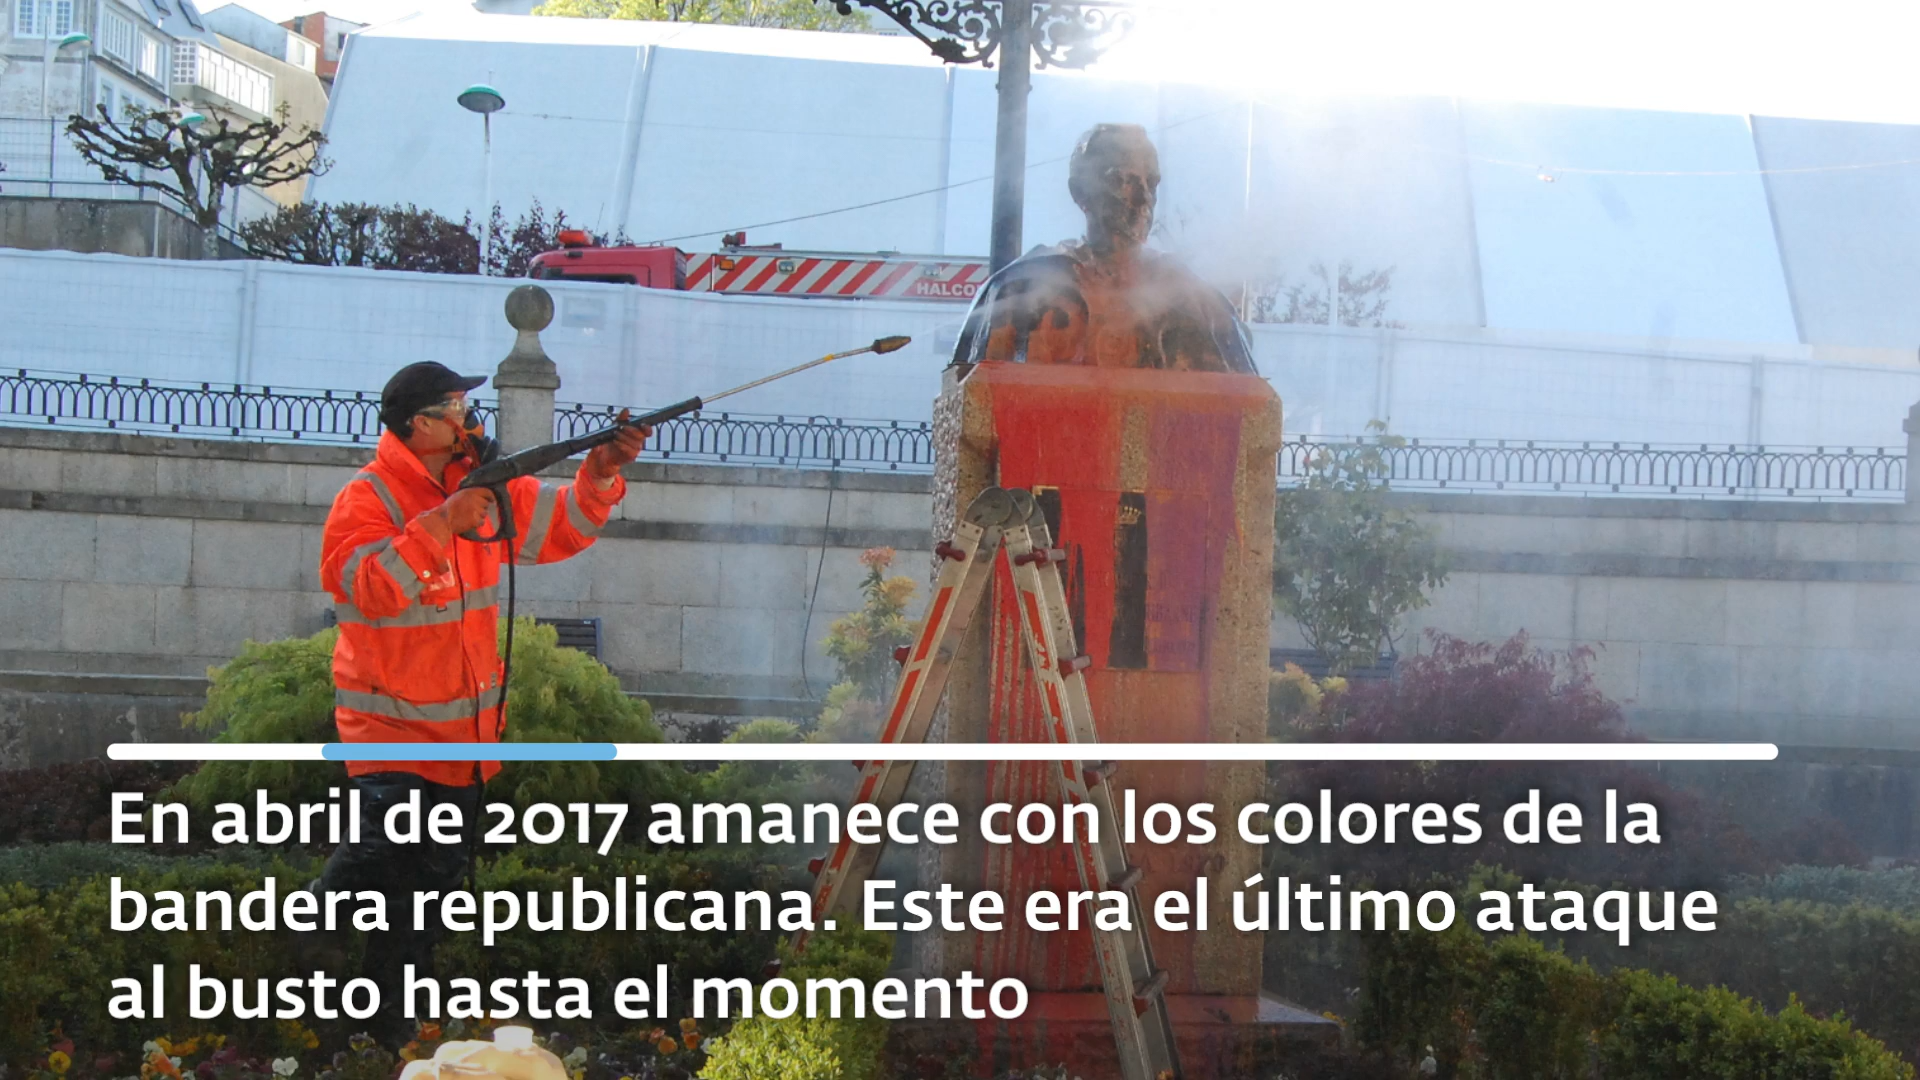 HALCO
En abril de 2017 amanece con los colores de la
bandera republicana. Este era el último ataque
al busto hasta el momento